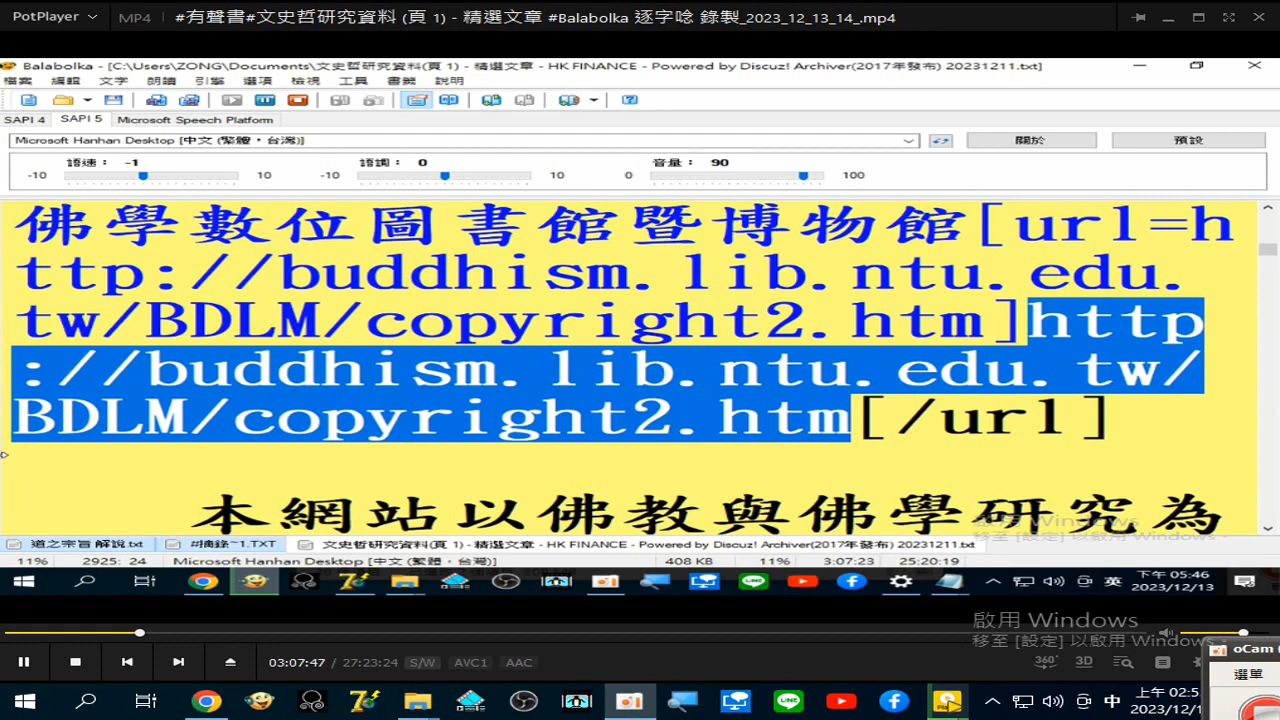 PotPlayer MP4 #有聲書#文史哲研究資料 (頁 1) - 精選文章 #Balabolka 逐字唸 錄製_2023_12_13_14_.mp4
Balabolka - [C:\Users\ZONG\Documents\文史哲研究資料(頁 1) - 精選文章 - HK FINANCE - Powered by Discuz! Archiver(2017年發布) 20231211.txt]
檔案 編輯 文字 朗讀 引擎 選項 檢視 工具 書籤 說明
SAPI 4 SAPI 5 Microsoft Speech Platform
Microsoft Hanhan Desktop [中文 (繁體，台灣)] 關於 預設
語速： -1 語調： 0 音量： 90
-10 10 -10 10 0 100
佛學數位圖書館暨博物館[url=h
ttp://buddhism.lib.ntu.edu.
tw/BDLM/copyright2.htm]http
://buddhism.lib.ntu.edu.tw/
BDLM/copyright2.htm[/url]
本網站以佛教與佛學研究為
啟用 Windows
移至 [設定] 以啟用 Windows。
道之宗旨 解說.txt #摘錄~1.TXT 文史哲研究資料(頁 1) - 精選文章 - HK FINANCE - Powered by Discuz! Archiver(2017年發布) 20231211.txt
11% 2925: 24 Microsoft Hanhan Desktop [中文 (繁體，台灣)] 408 KB 11% 3:07:23 25:20:19
英 下午 05:46
2023/12/13
啟用 Windows
移至 [設定] 以啟用 Windows。
oCam (
選單
03:07:47 / 27:23:24 S/W AVC1 AAC 360° 3D
中 上午 02:5
2023/12/1